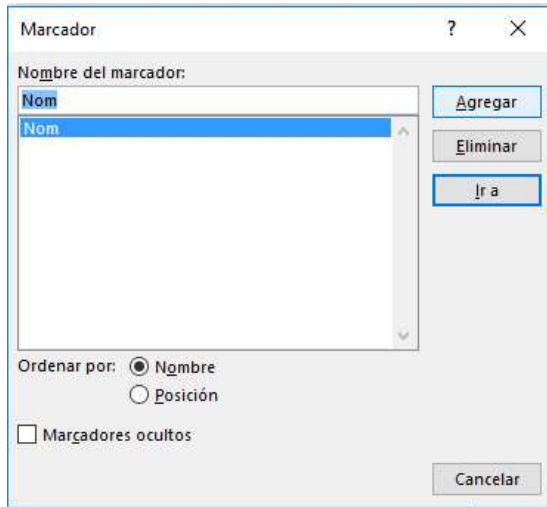 Marcador ? ×
Nombre del marcador:
Nom
Agregar
Nom
Eliminar
Ir a
Ordenar por: Nombre
Posición
Marcadores ocultos
Cancelar